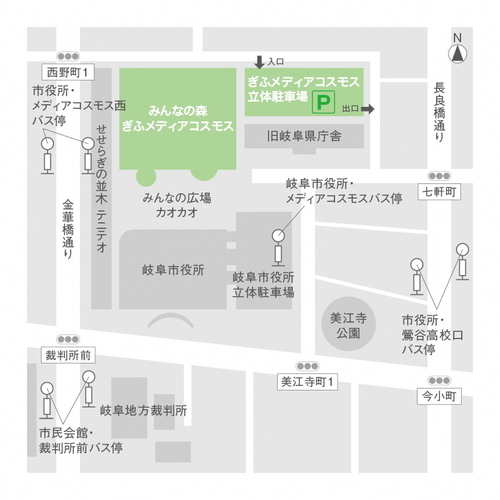 N
西野町1
入口
ぎふメディアコスモス
立体駐車場
P
出口
市役所・
メディアコスモス西
バス停
みんなの森
ぎふメディアコスモス
長良橋通り
旧岐阜県庁舎
せせらぎの並木 テニテオ
七軒町
岐阜市役所・
メディアコスモスバス停
みんなの広場
カオカオ
金華橋通り
岐阜市役所
岐阜市役所
立体駐車場
美江寺
公園
市役所・
鶯谷高校口
バス停
裁判所前
美江寺町1
今小町
岐阜地方裁判所
市民会館・
裁判所前バス停